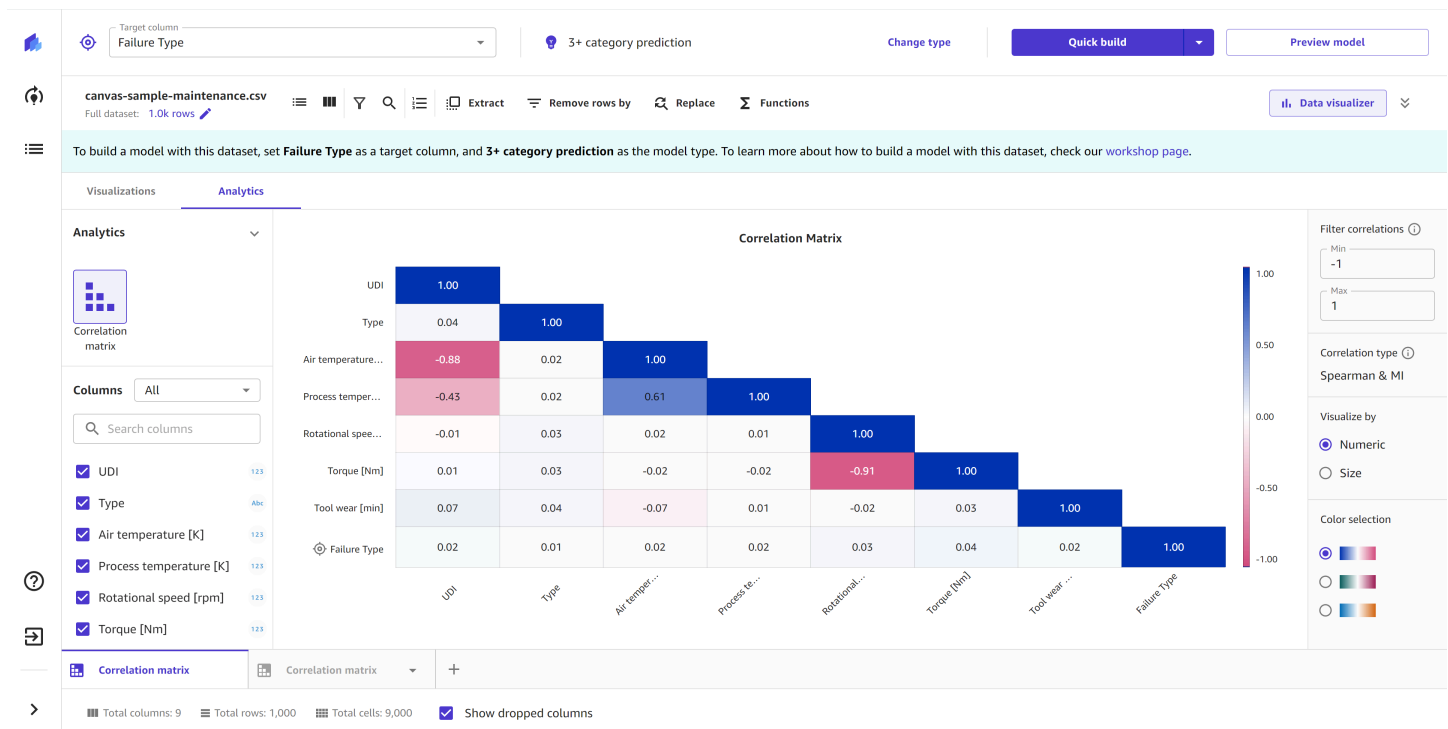 Target column
Failure Type
3+ category prediction
Change type
Quick build
Preview model
canvas-sample-maintenance.csv
Full dataset: 1.0k rows
Extract
Remove rows by
Replace
Functions
Data visualizer
To build a model with this dataset, set Failure Type as a target column, and 3+ category prediction as the model type. To learn more about how to build a model with this dataset, check our workshop page.
Visualizations
Analytics
Analytics
Correlation
matrix
Columns
All
Search columns
UDI 123
Type Abc
Air temperature [K] 123
Process temperature [K] 123
Rotational speed [rpm] 123
Torque [Nm] 123
Correlation Matrix
UDI 1.00
Type 0.04 1.00
Air temperature... -0.88 0.02 1.00
Process temper... -0.43 0.02 0.61 1.00
Rotational spee... -0.01 0.03 0.02 0.01 1.00
Torque [Nm] 0.01 0.03 -0.02 -0.02 -0.91 1.00
Tool wear [min] 0.07 0.04 -0.07 0.01 -0.02 0.03 1.00
Failure Type 0.02 0.01 0.02 0.02 0.03 0.04 0.02 1.00
UDI
Type
Air temper...
Process te...
Rotational...
Torque [Nm]
Tool wear ...
Failure Type
1.00
0.50
0.00
-0.50
-1.00
Filter correlations
Min
-1
Max
1
Correlation type
Spearman & MI
Visualize by
Numeric
Size
Color selection
Correlation matrix
Correlation matrix
Total columns: 9
Total rows: 1,000
Total cells: 9,000
Show dropped columns